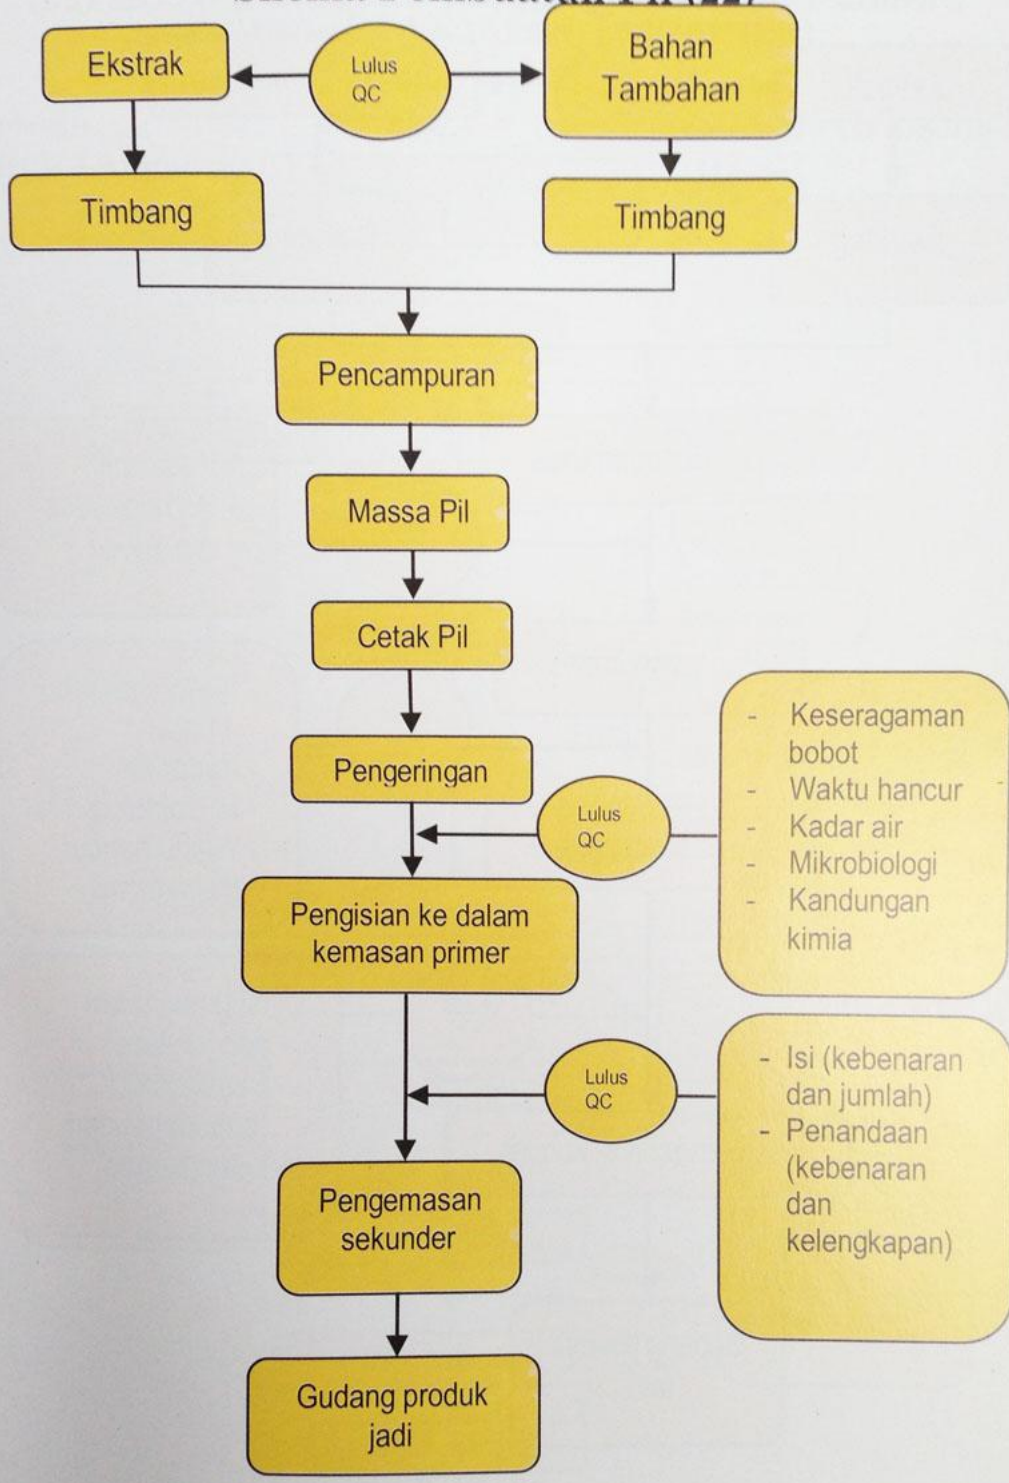 Ekstrak
Lulus
QC
Bahan
Tambahan
Timbang
Timbang
Pencampuran
Massa Pil
Cetak Pil
Pengeringan
Lulus
QC
- Keseragaman
bobot
- Waktu hancur
- Kadar air
- Mikrobiologi
- Kandungan
kimia
Pengisian ke dalam
kemasan primer
Lulus
QC
- Isi (kebenaran
dan jumlah)
- Penandaan
(kebenaran
dan
kelengkapan)
Pengemasan
sekunder
Gudang produk
jadi